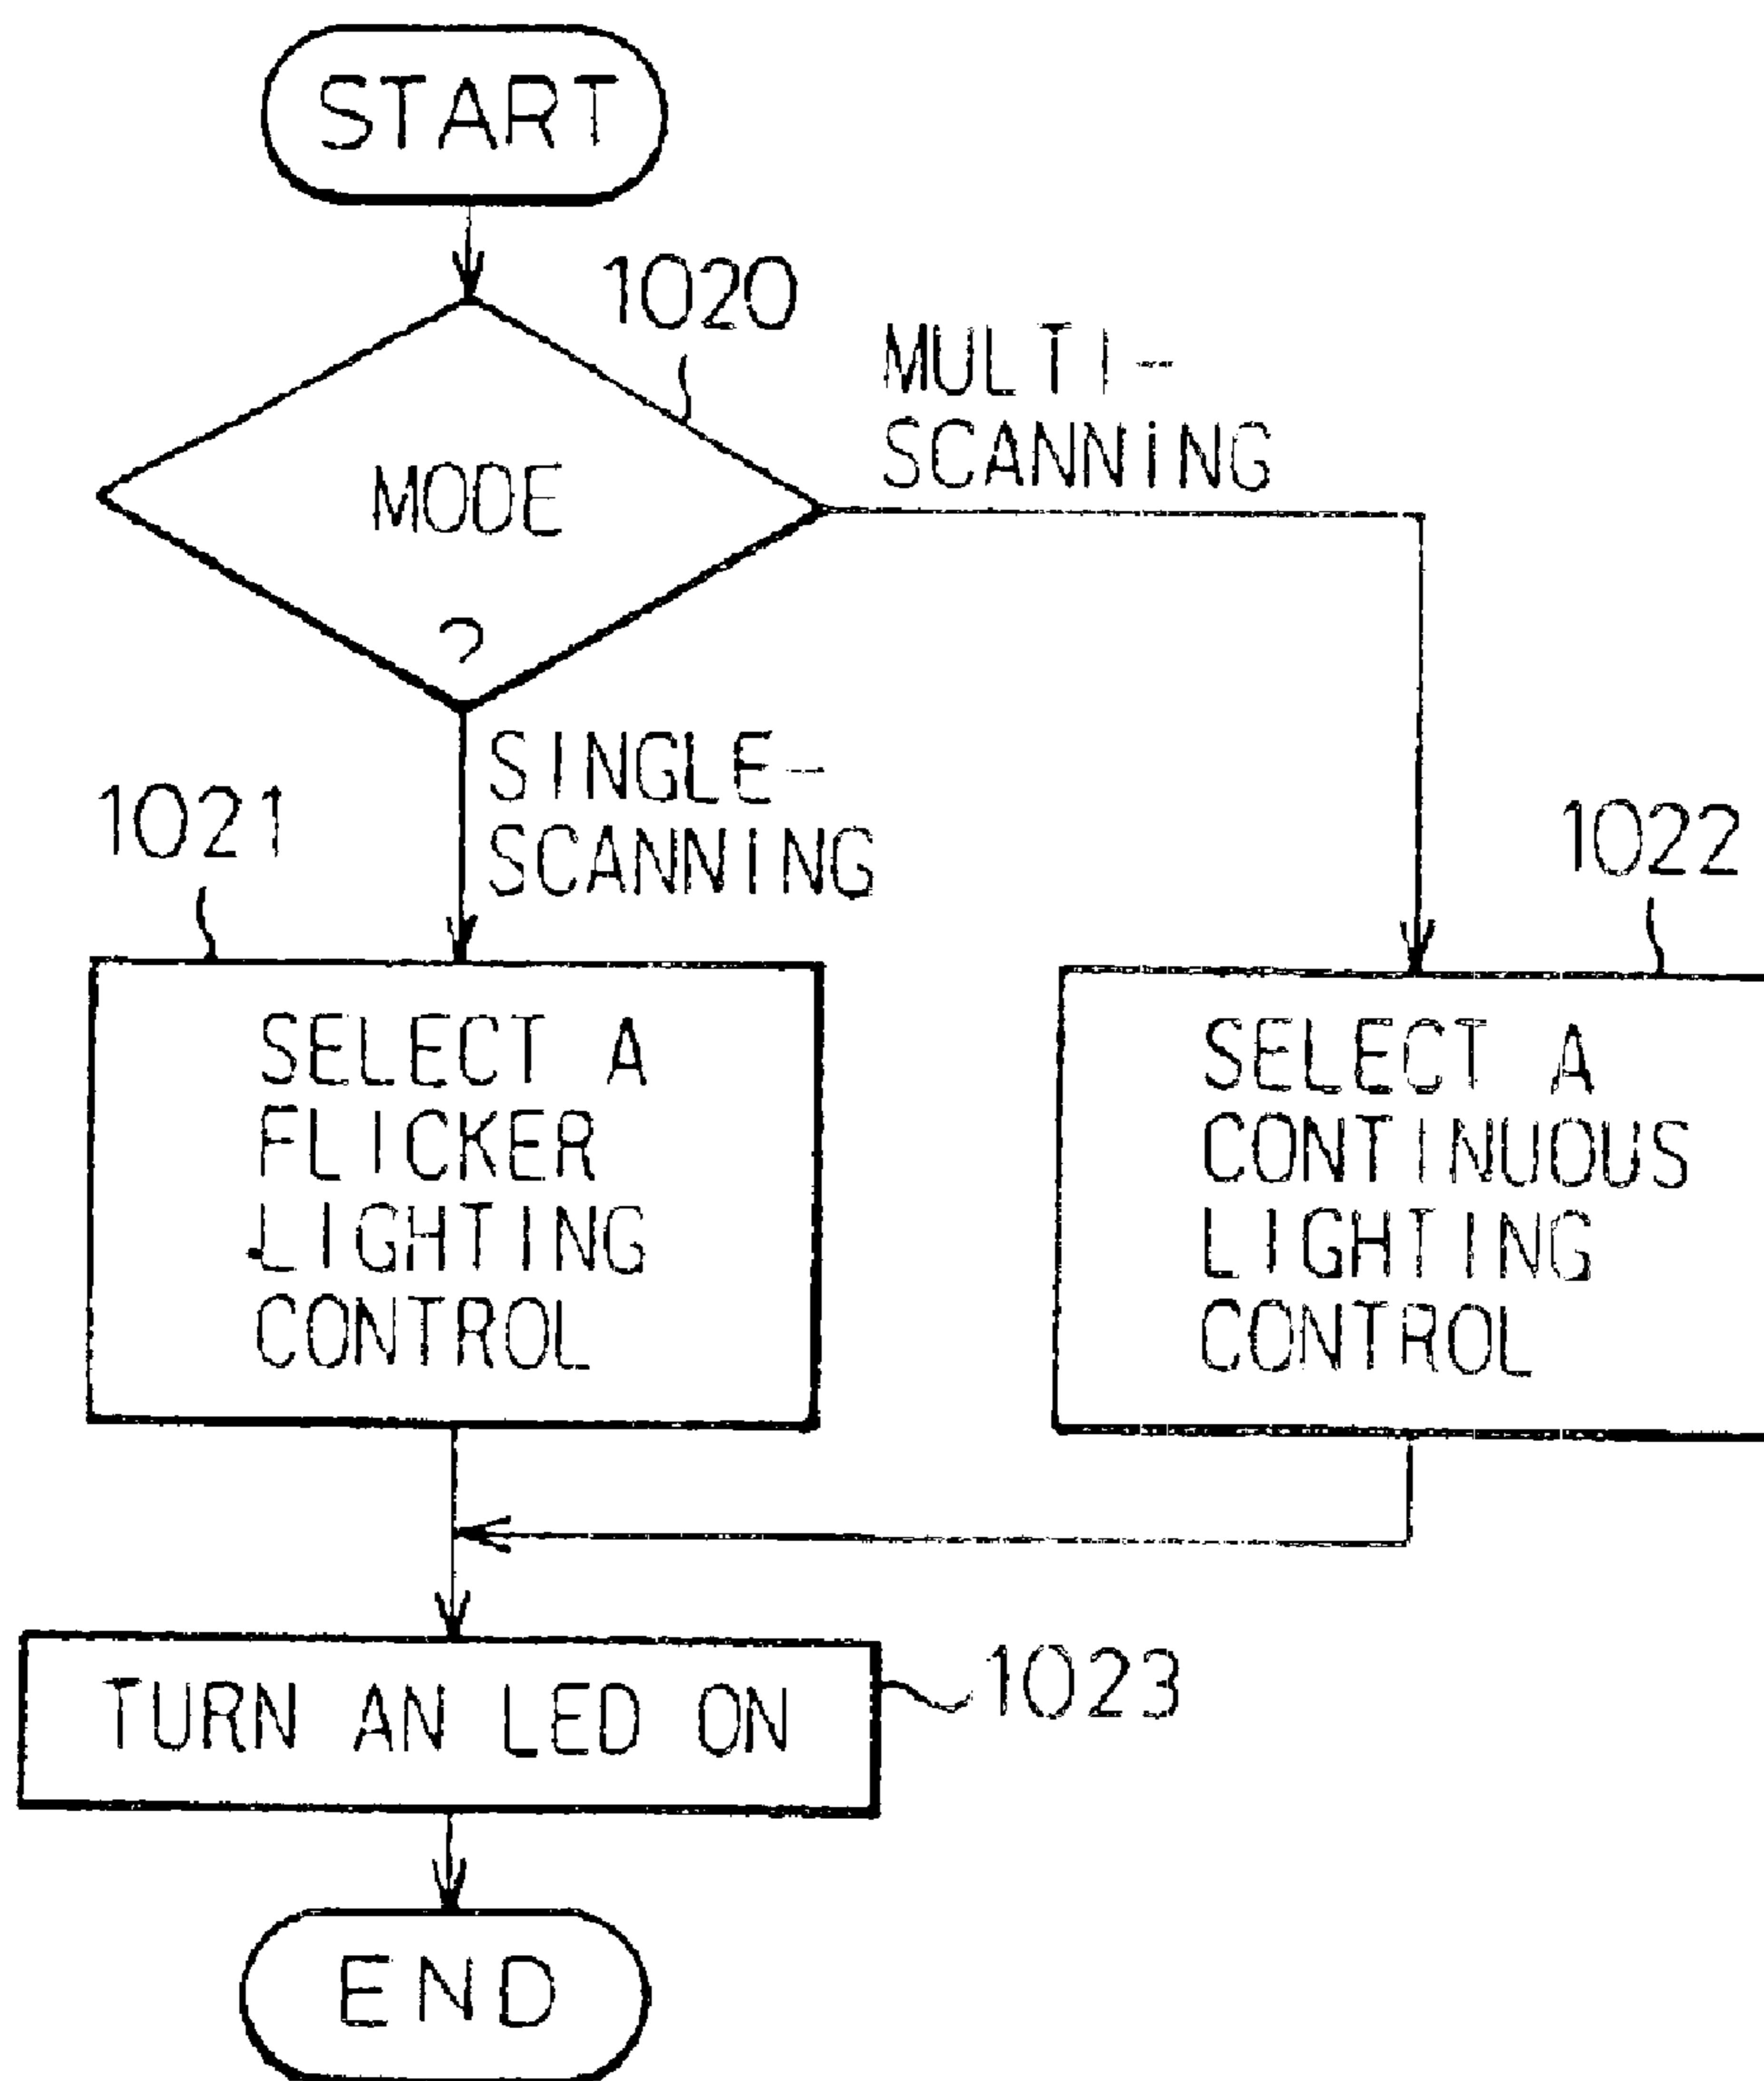 START
1020
MULTI-
SCANNING
MODE
?
SINGLE-
SCANNING
1021
1022
SELECT A
FLICKER
LIGHTING
CONTROL
SELECT A
CONTINUOUS
LIGHTING
CONTROL
TURN AN LED ON
1023
END